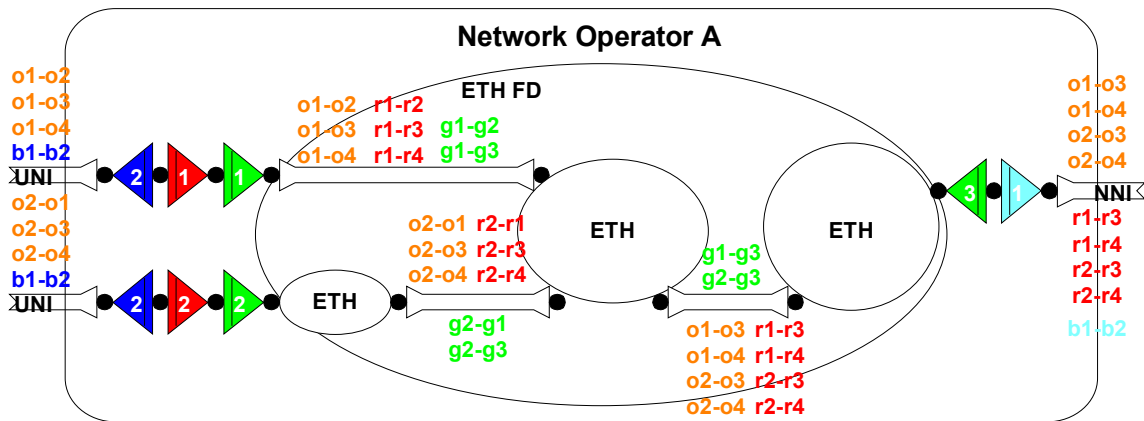 Network Operator A
ETH FD
o1-o2
o1-o3
o1-o4
b1-b2
UNI
o2-o1
o2-o3
o2-o4
b1-b2
UNI
2
1
1
2
2
2
o1-o2 r1-r2
o1-o3 r1-r3
o1-o4 r1-r4
g1-g2
g1-g3
o2-o1 r2-r1
o2-o3 r2-r3
o2-o4 r2-r4
ETH
g2-g1
g2-g3
ETH
g1-g3
g2-g3
o1-o3 r1-r3
o1-o4 r1-r4
o2-o3 r2-r3
o2-o4 r2-r4
ETH
3
1
o1-o3
o1-o4
o2-o3
o2-o4
NNI
r1-r3
r1-r4
r2-r3
r2-r4
b1-b2